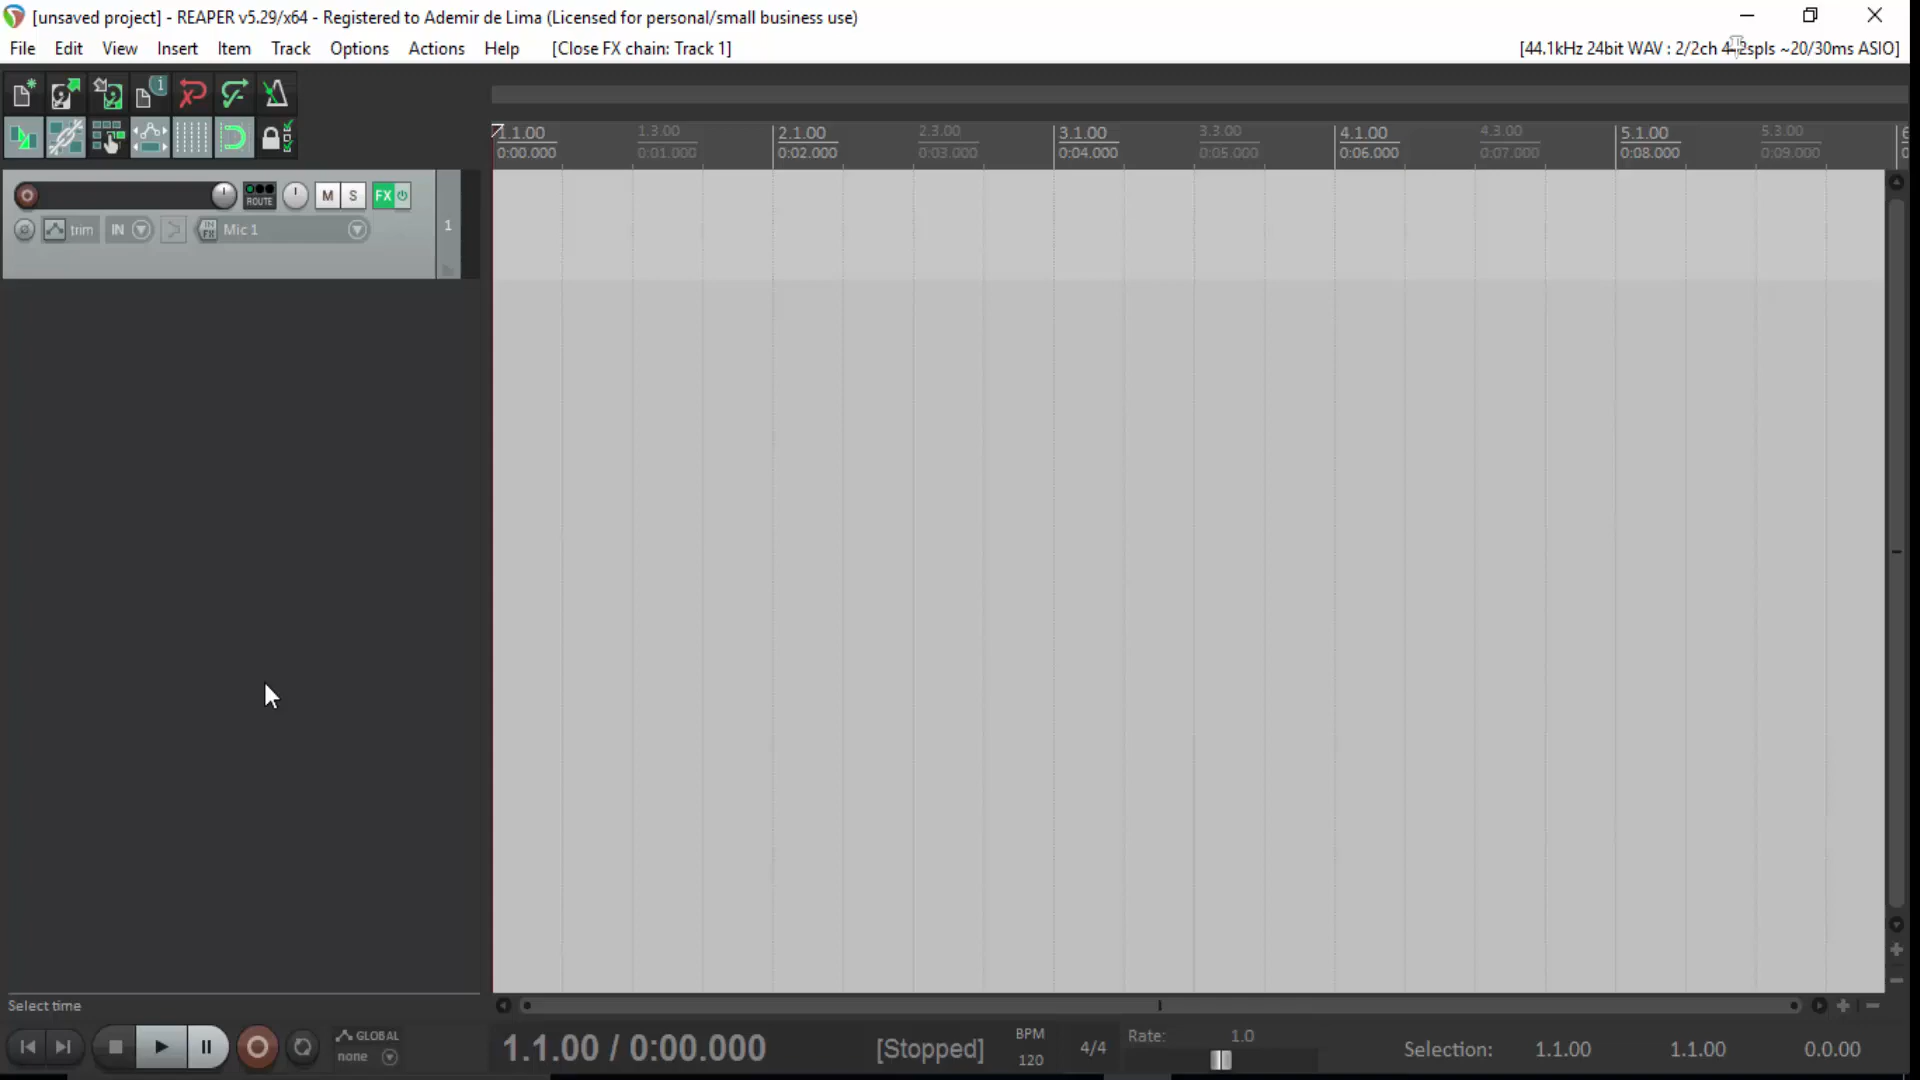 [unsaved project] - REAPER v5.29/x64 - Registered to Ademir de Lima (Licensed for personal/small business use)
File Edit View Insert Item Track Options Actions Help [Close FX chain: Track 1]
[44.1kHz 24bit WAV : 2/2ch spls ~20/30ms ASIO]
1.1.00 1.3.00 2.1.00 2.3.00 3.1.00 3.3.00 4.1.00 4.3.00 5.1.00 5.3.00
0:00.000 0:01.000 0:02.000 0:03.000 0:04.000 0:05.000 0:06.000 0:07.000 0:08.000 0:09.000
ROUTE M S FX
trim IN IN FX Mic 1
1
Select time
GLOBAL
none
1.1.00 / 0:00.000
[Stopped]
BPM
120
4/4
Rate: 1.0
Selection: 1.1.00 1.1.00 0.0.00